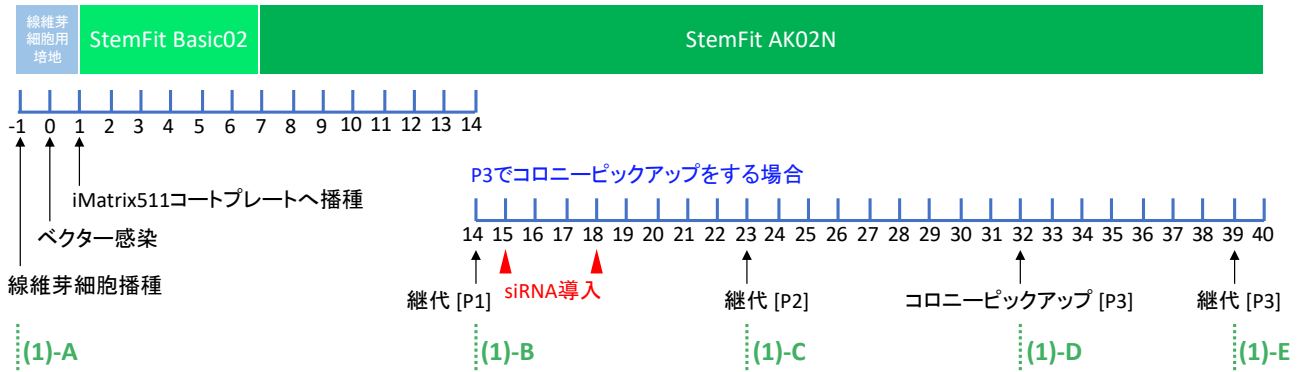 線維芽
細胞用
培地
StemFit Basic02
StemFit AK02N
-1 0 1 2 3 4 5 6 7 8 9 10 11 12 13 14
iMatrix511コートプレートへ播種
ベクター感染
線維芽細胞播種
P3でコロニーピックアップをする場合
14 15 16 17 18 19 20 21 22 23 24 25 26 27 28 29 30 31 32 33 34 35 36 37 38 39 40
siRNA導入
継代 [P1]
継代 [P2]
コロニーピックアップ [P3]
継代 [P3]
(1)-A
(1)-B
(1)-C
(1)-D
(1)-E